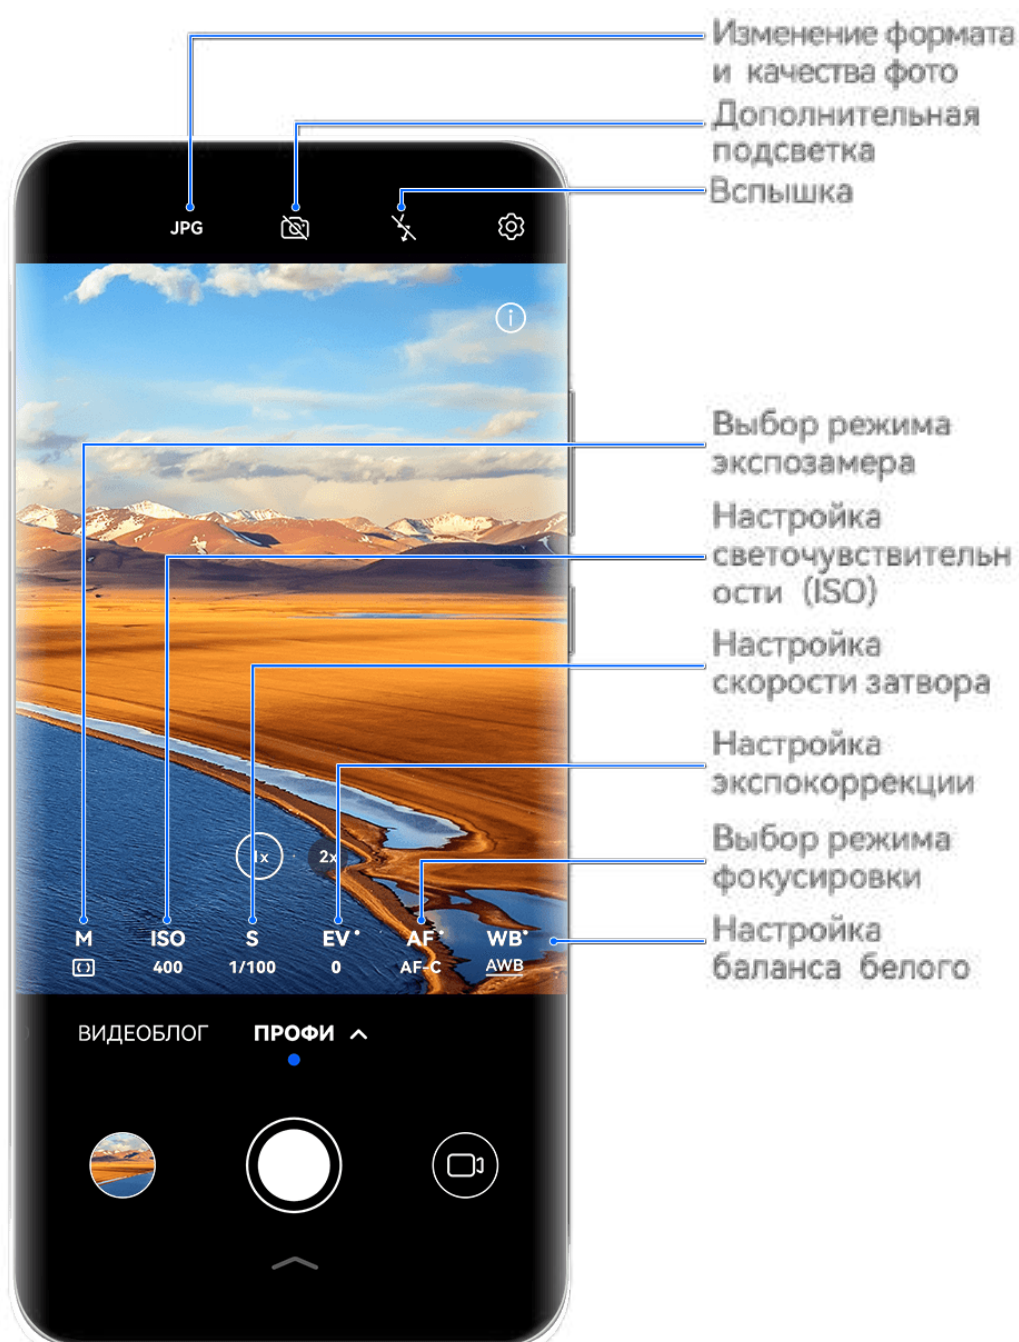 Изменение формата
и качества фото
Дополнительная
подсветка
Вспышка
JPG
Выбор режима
экспозамера
Настройка
светочувствительн
ости (ISO)
Настройка
скорости затвора
Настройка
экспокоррекции
Выбор режима
фокусировки
Настройка
баланса белого
1x 2x
M ISO S EV AF WB
400 1/100 0 AF-C AWB
ВИДЕОБЛОГ ПРОФИ